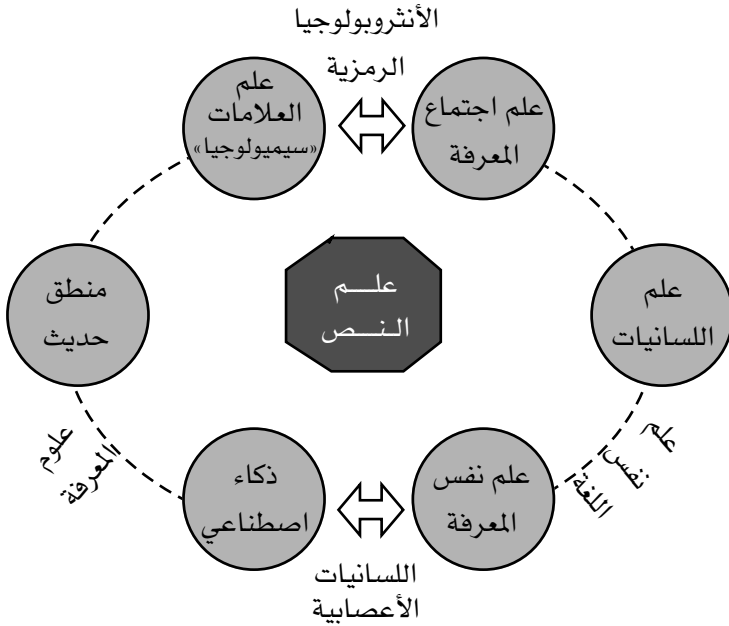 الأنثروبولوجيا
الرمزية
علم اجتماع
المعرفة
علم
العلامات
«سيميولوجيا»
علم
اللسانيات
علـــم
النـــص
منطق
حديث
علم
نفس
اللغة
علوم
المعرفة
علم نفس
المعرفة
ذكاء
اصطناعي
اللسانيات
الأعصابية